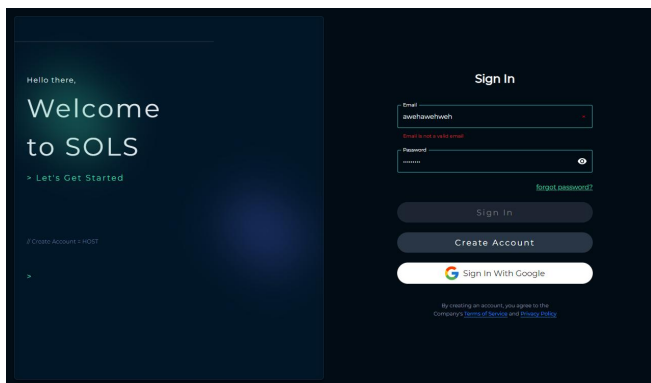 Hello there,
Welcome
to SOLS
> Let's Get Started
// Create Account = HOST
>
Sign In
Email
awehawehweh
Email is not a valid email
Password
•••••••••
forgot password?
Sign In
Create Account
Sign In With Google
By creating an account, you agree to the
Company's Terms of Service and Privacy Policy